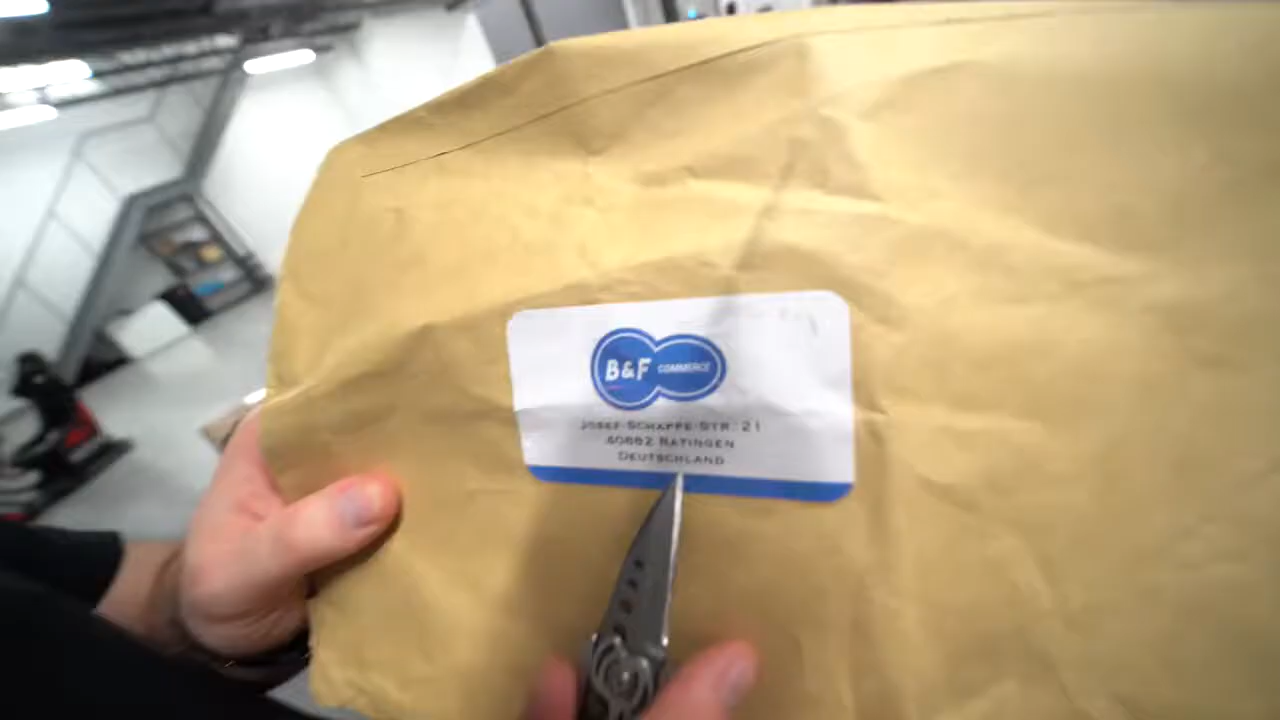 B&F COMMERCE
JOSEF-SCHAPPE-STR. 21
40882 RATINGEN
DEUTSCHLAND